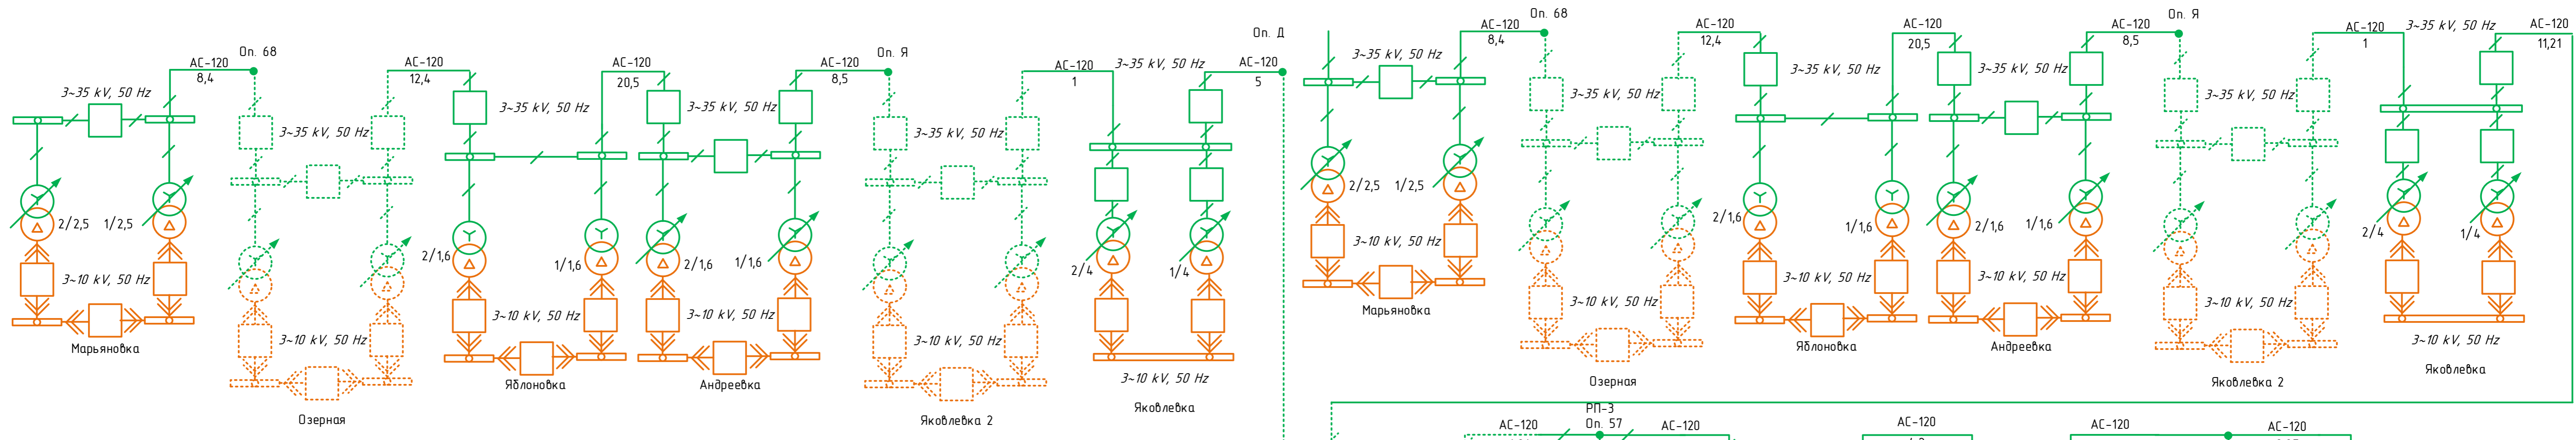 Оп. 68
АС-120
8,4
3~35 kV, 50 Hz
2/2,5
1/2,5
3~10 kV, 50 Hz
Марьяновка
3~35 kV, 50 Hz
3~10 kV, 50 Hz
Озерная
АС-120
12,4
3~35 kV, 50 Hz
2/1,6
1/1,6
3~10 kV, 50 Hz
Яблоновка
АС-120
20,5
3~35 kV, 50 Hz
2/1,6
1/1,6
3~10 kV, 50 Hz
Андреевка
Оп. Я
АС-120
8,5
3~35 kV, 50 Hz
3~10 kV, 50 Hz
Яковлевка 2
АС-120
1
3~35 kV, 50 Hz
2/4
1/4
3~10 kV, 50 Hz
Яковлевка
Оп. Д
АС-120
5
Оп. 68
АС-120
8,4
3~35 kV, 50 Hz
2/2,5
1/2,5
3~10 kV, 50 Hz
Марьяновка
3~35 kV, 50 Hz
3~10 kV, 50 Hz
Озерная
АС-120
12,4
3~35 kV, 50 Hz
2/1,6
1/1,6
3~10 kV, 50 Hz
Яблоновка
АС-120
20,5
3~35 kV, 50 Hz
2/1,6
1/1,6
3~10 kV, 50 Hz
Андреевка
Оп. Я
АС-120
8,5
3~35 kV, 50 Hz
3~10 kV, 50 Hz
Яковлевка 2
АС-120
1
3~35 kV, 50 Hz
2/4
1/4
3~10 kV, 50 Hz
Яковлевка
АС-120
11,21
РП-3
Оп. 57
АС-120
АС-120
АС-120
АС-120
АС-120